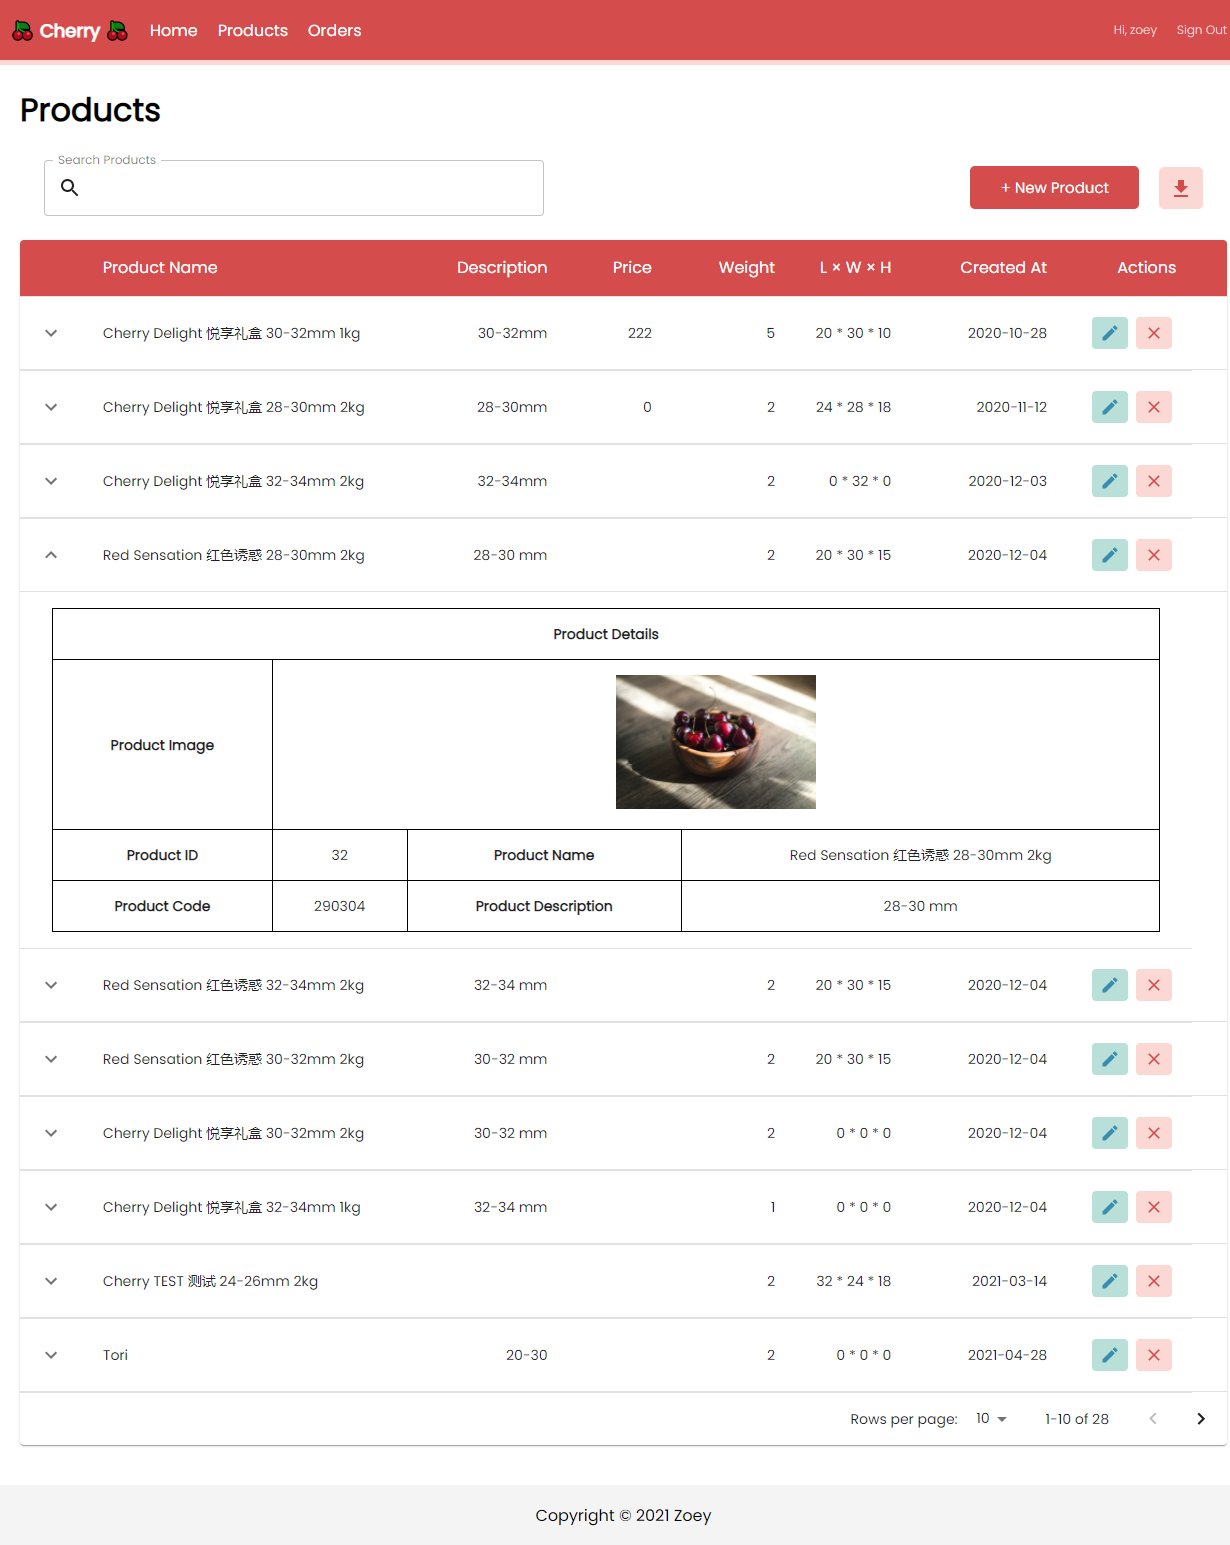 Cherry
Home Products Orders
Hi, zoey Sign Out
Products
Search Products
+ New Product
Product Name Description Price Weight L × W × H Created At Actions
Cherry Delight 悦享礼盒 30-32mm 1kg 30-32mm 222 5 20 * 30 * 10 2020-10-28
Cherry Delight 悦享礼盒 28-30mm 2kg 28-30mm 0 2 24 * 28 * 18 2020-11-12
Cherry Delight 悦享礼盒 32-34mm 2kg 32-34mm 2 0 * 32 * 0 2020-12-03
Red Sensation 红色诱惑 28-30mm 2kg 28-30 mm 2 20 * 30 * 15 2020-12-04
Product Details
Product Image
Product ID 32 Product Name Red Sensation 红色诱惑 28-30mm 2kg
Product Code 290304 Product Description 28-30 mm
Red Sensation 红色诱惑 32-34mm 2kg 32-34 mm 2 20 * 30 * 15 2020-12-04
Red Sensation 红色诱惑 30-32mm 2kg 30-32 mm 2 20 * 30 * 15 2020-12-04
Cherry Delight 悦享礼盒 30-32mm 2kg 30-32 mm 2 0 * 0 * 0 2020-12-04
Cherry Delight 悦享礼盒 32-34mm 1kg 32-34 mm 1 0 * 0 * 0 2020-12-04
Cherry TEST 测试 24-26mm 2kg 2 32 * 24 * 18 2021-03-14
Tori 20-30 2 0 * 0 * 0 2021-04-28
Rows per page: 10 1-10 of 28
Copyright © 2021 Zoey